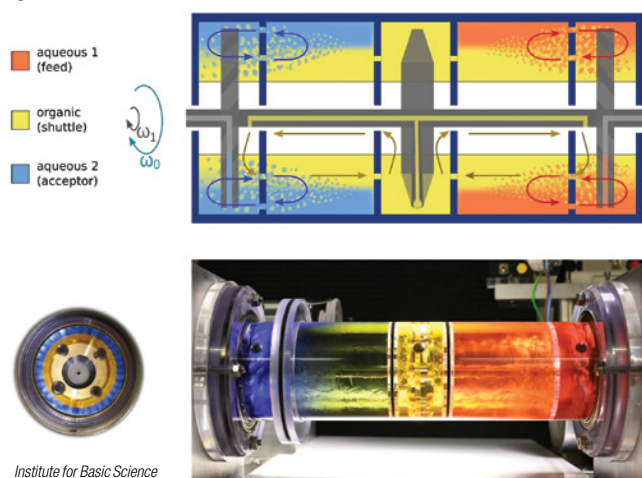 aqueous 1
(feed)
organic
(shuttle)
aqueous 2
(acceptor)
ω₁
ω₀
Institute for Basic Science